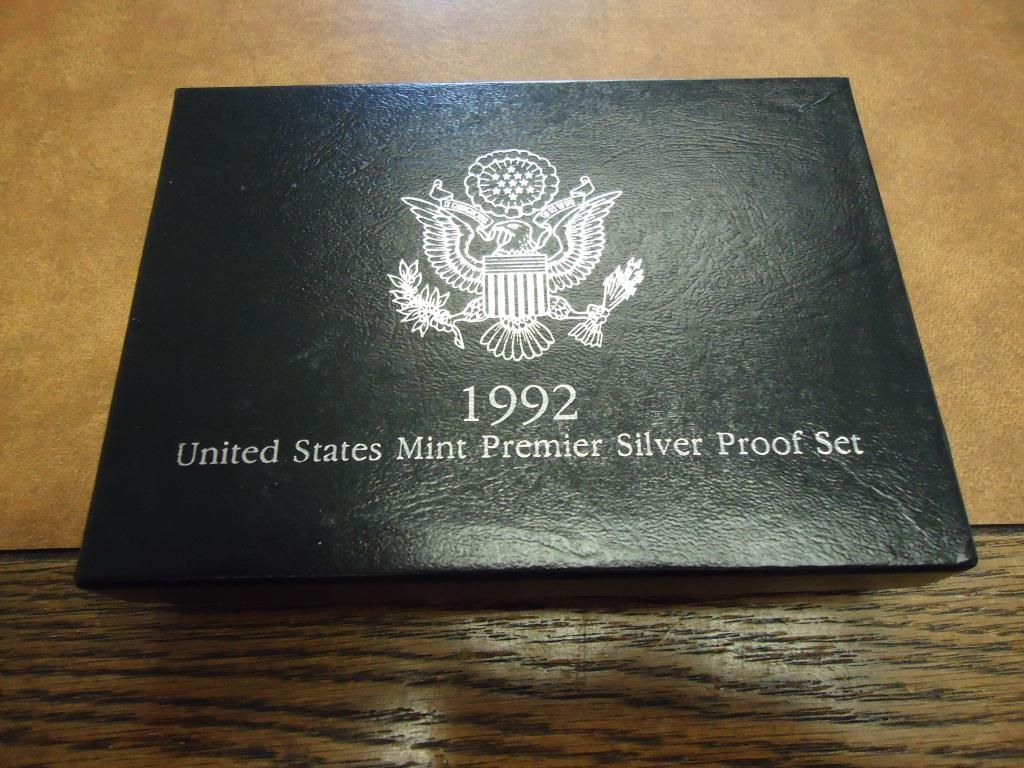 1992
United States Mint Premier Silver Proof Set